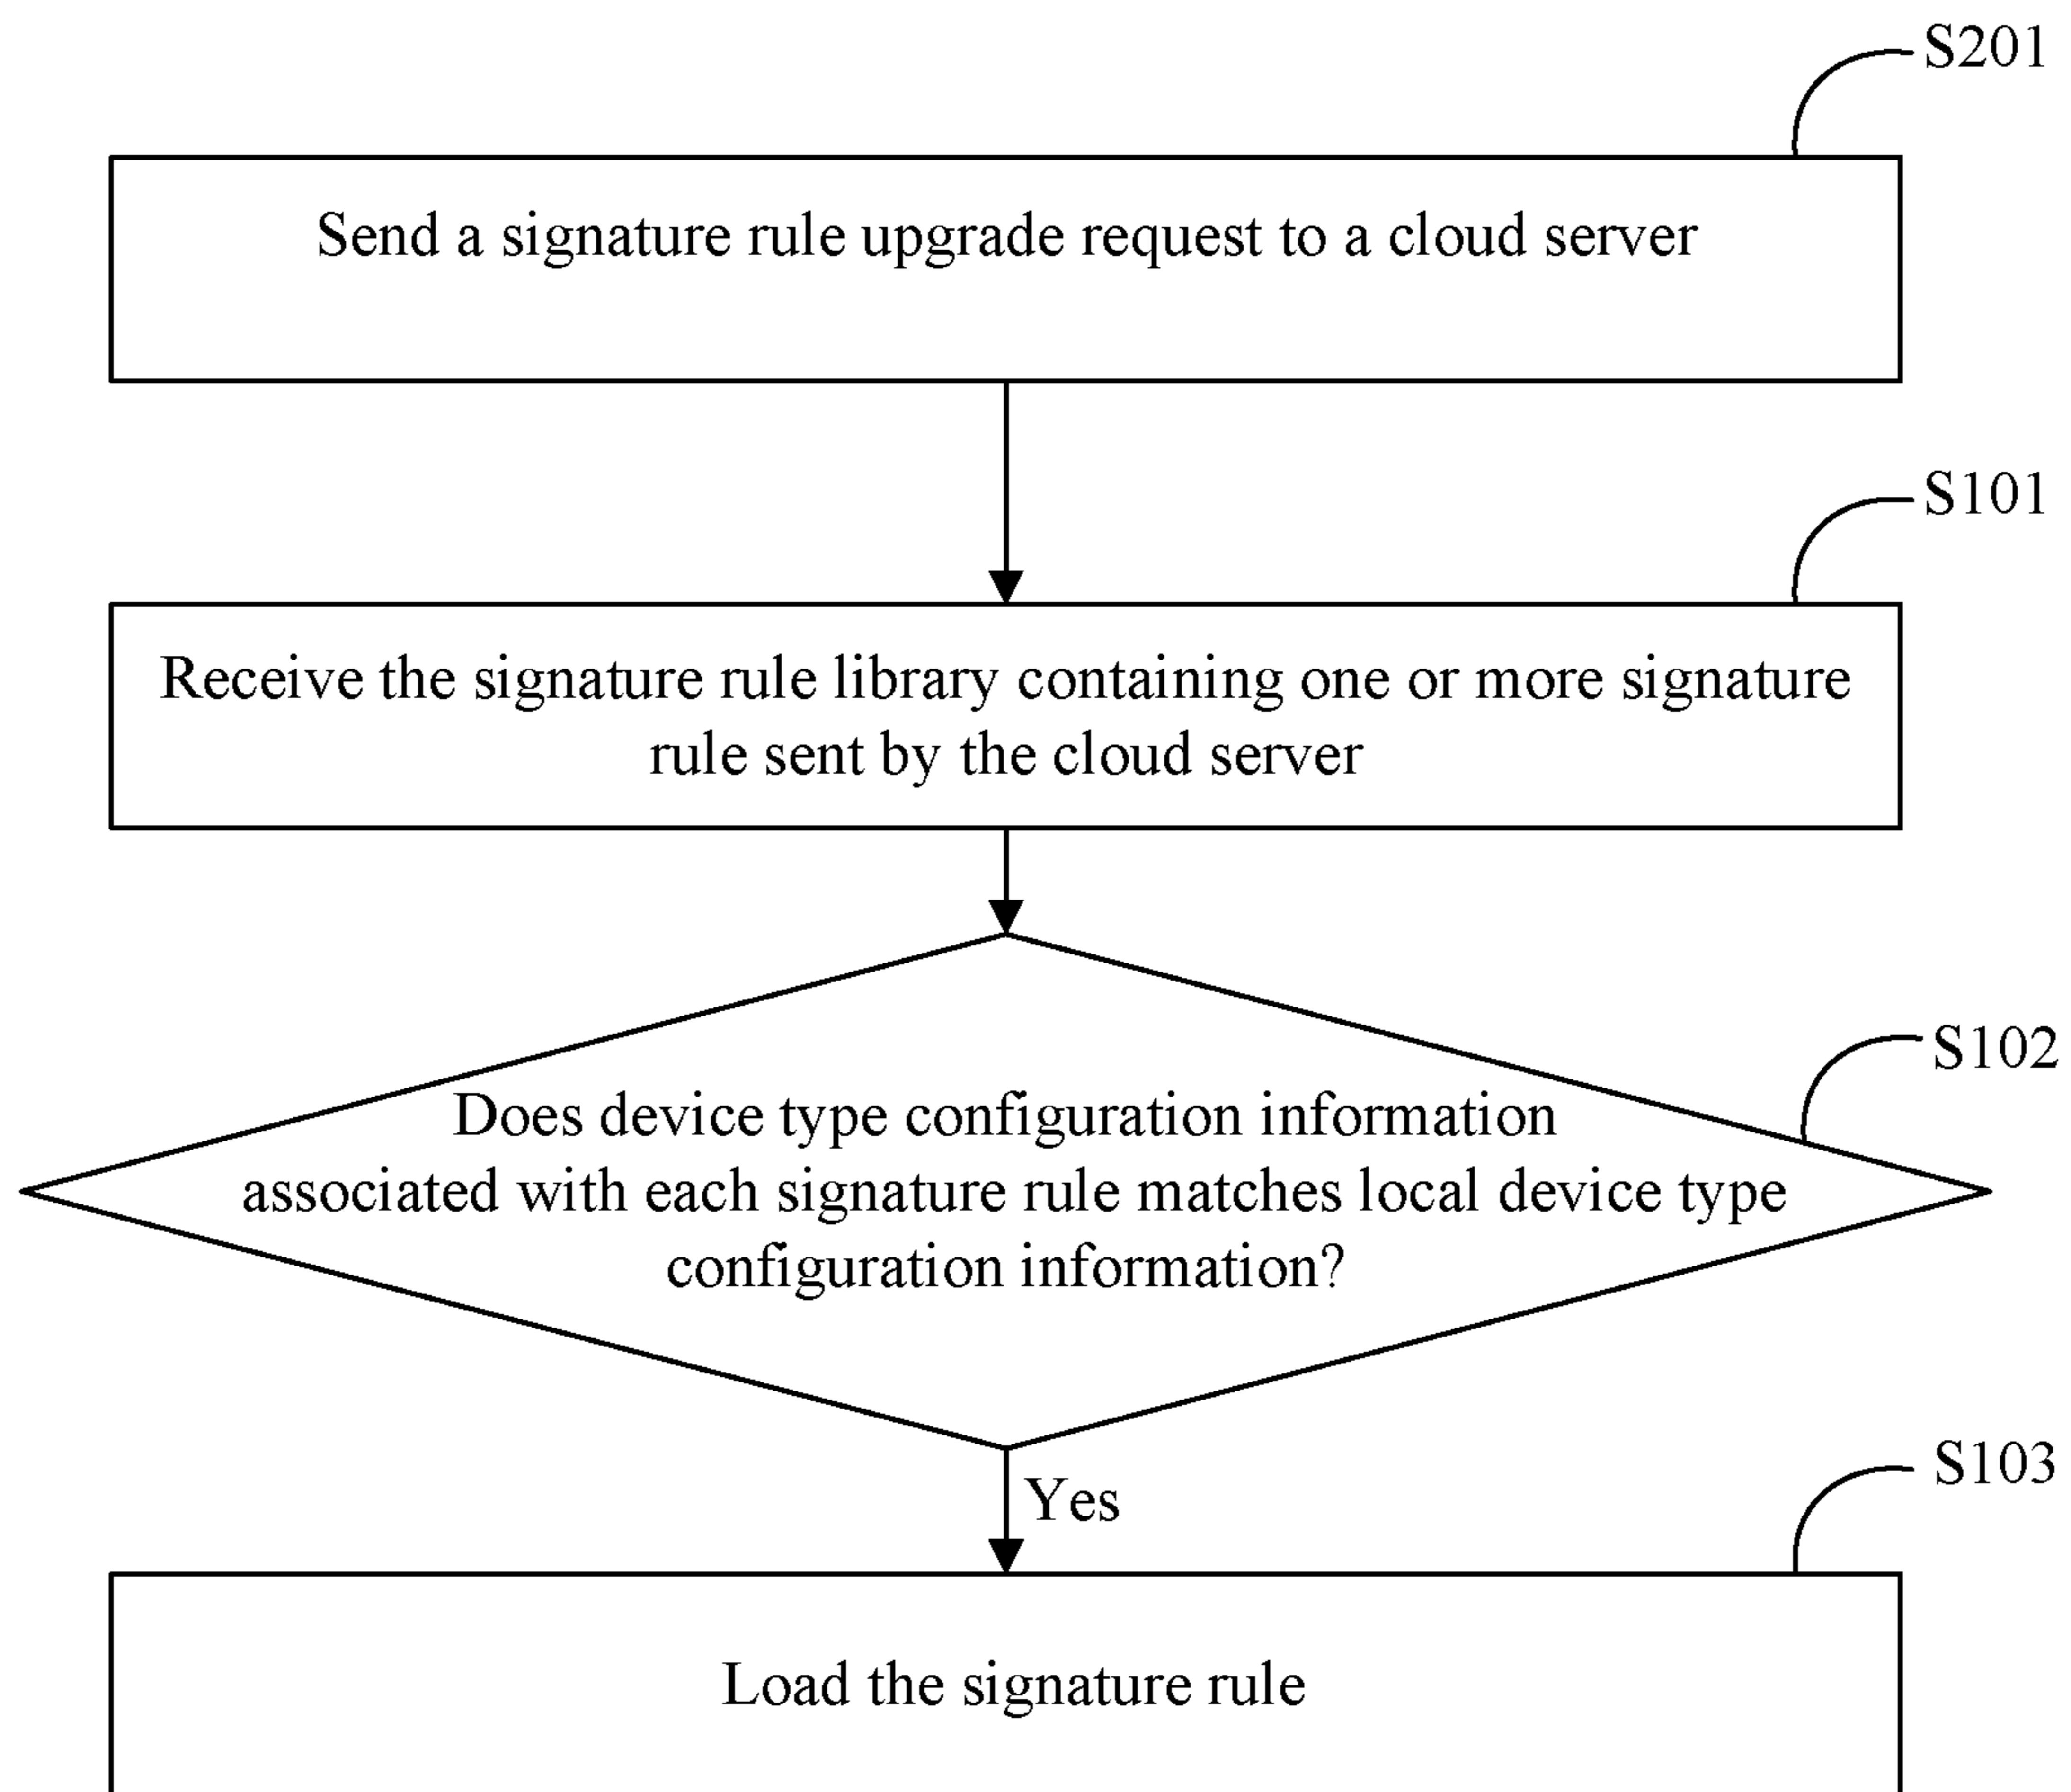 S201
Send a signature rule upgrade request to a cloud server
S101
Receive the signature rule library containing one or more signature
rule sent by the cloud server
S102
Does device type configuration information
associated with each signature rule matches local device type
configuration information?
Yes
S103
Load the signature rule